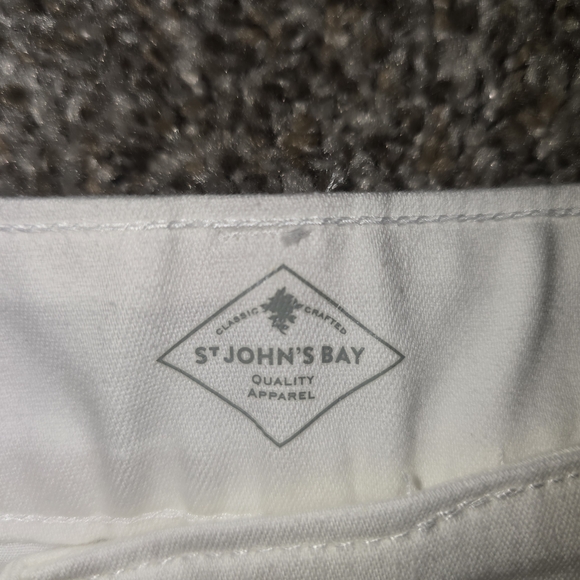 CLASSIC CRAFTED
ST JOHN'S BAY
QUALITY
APPAREL